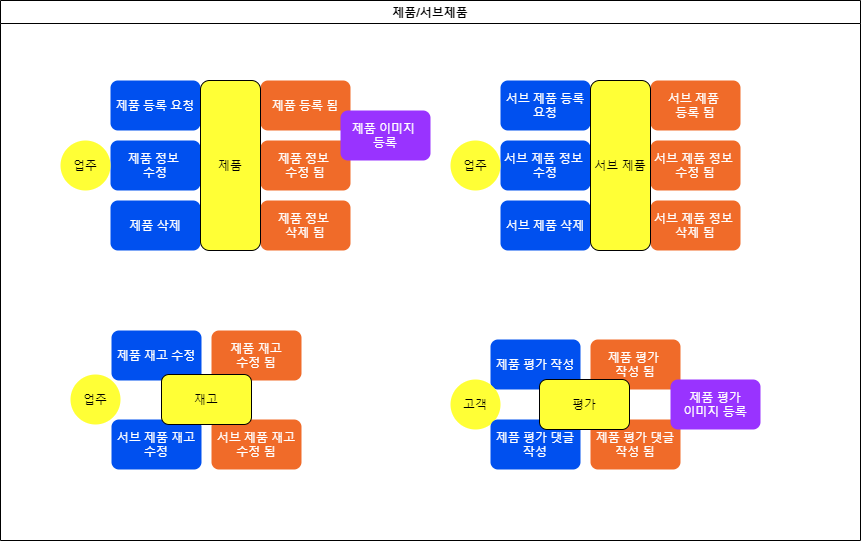 제품/서브제품
제품 등록 요청
제품 등록 됨
제품 이미지
등록
업주
제품 정보
수정
제품
제품 정보
수정 됨
제품 삭제
제품 정보
삭제 됨
서브 제품 등록
요청
서브 제품
등록 됨
업주
서브 제품 정보
수정
서브 제품
서브 제품 정보
수정 됨
서브 제품 삭제
서브 제품 정보
삭제 됨
제품 재고 수정
제품 재고
수정 됨
업주
재고
서브 제품 재고
수정
서브 제품 재고
수정 됨
제품 평가 작성
제품 평가
작성 됨
고객
평가
제품 평가
이미지 등록
제품 평가 댓글
작성
제품 평가 댓글
작성 됨